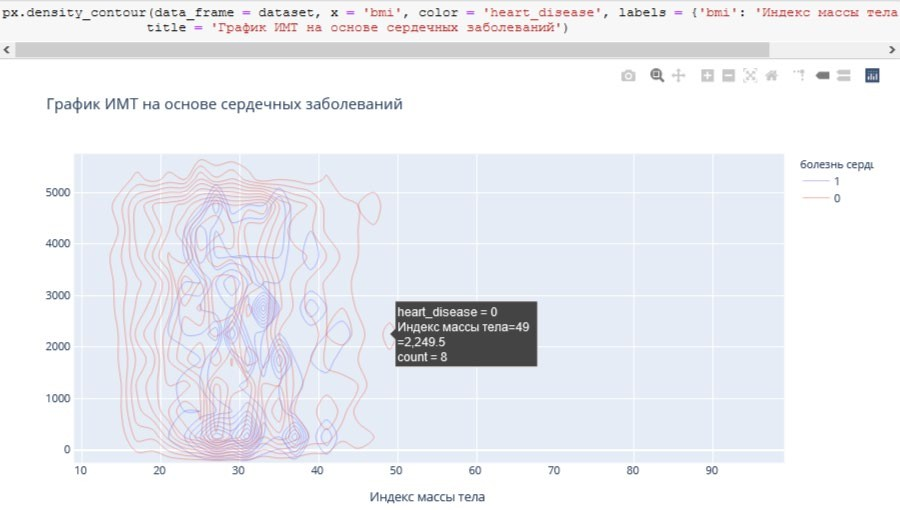 px.density_contour(data_frame = dataset, x = 'bmi', color = 'heart_disease', labels = {'bmi': 'Индекс массы тела
title = 'График ИМТ на основе сердечных заболеваний')
График ИМТ на основе сердечных заболеваний
болезнь сердц
1
0
5000
4000
3000
2000
1000
0
heart_disease = 0
Индекс массы тела=49
=2,249.5
count = 8
10 20 30 40 50 60 70 80 90
Индекс массы тела